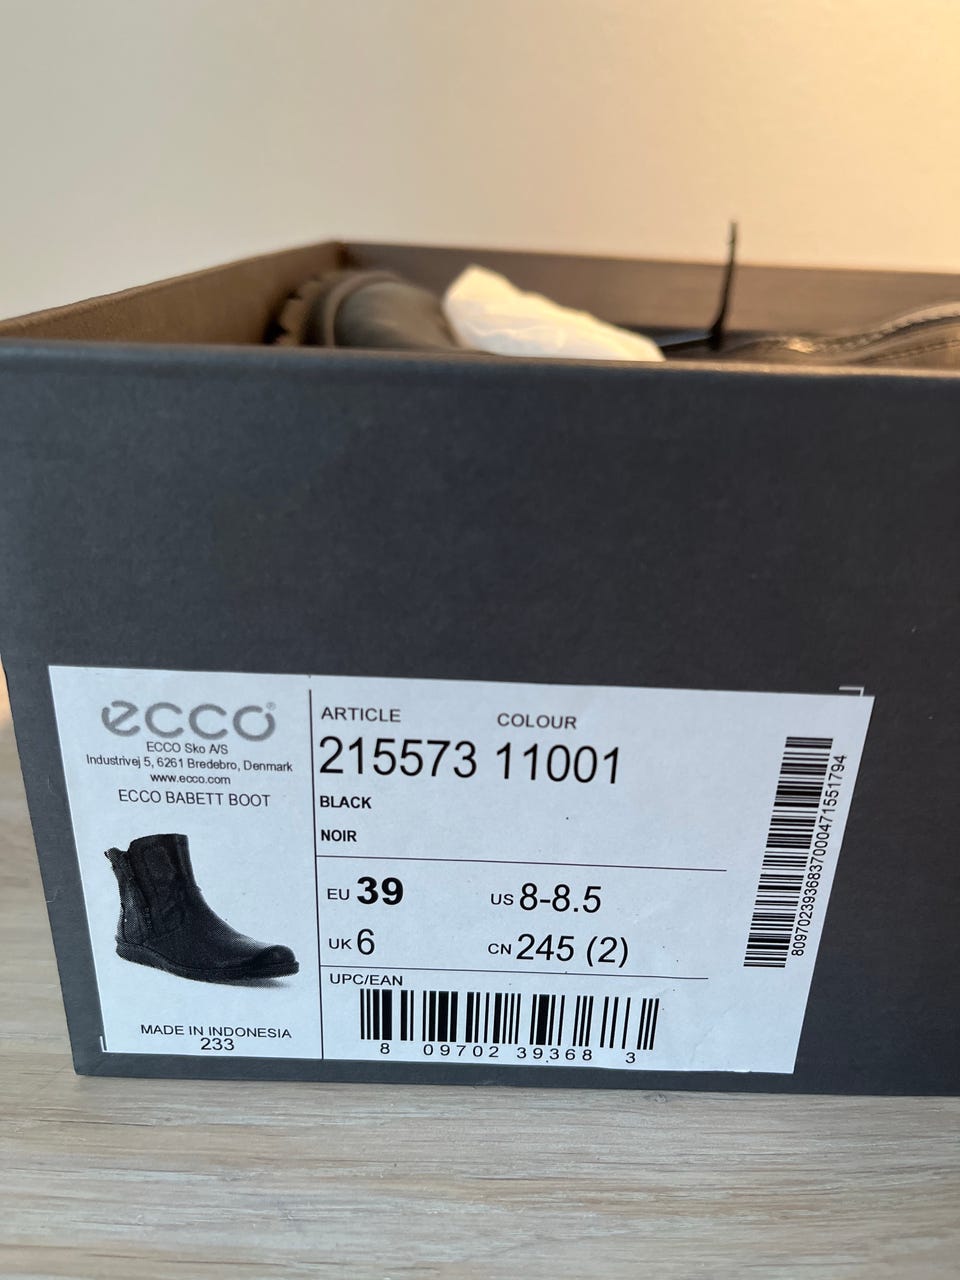 ecco®
ECCO Sko A/S
Industrivej 5, 6261 Bredebro, Denmark
www.ecco.com
ECCO BABETT BOOT
MADE IN INDONESIA
233
ARTICLE COLOUR
215573 11001
BLACK
NOIR
EU 39 US 8-8.5
UK 6 CN 245 (2)
UPC/EAN
8 09702 39368 3
809702393683700047155179​4